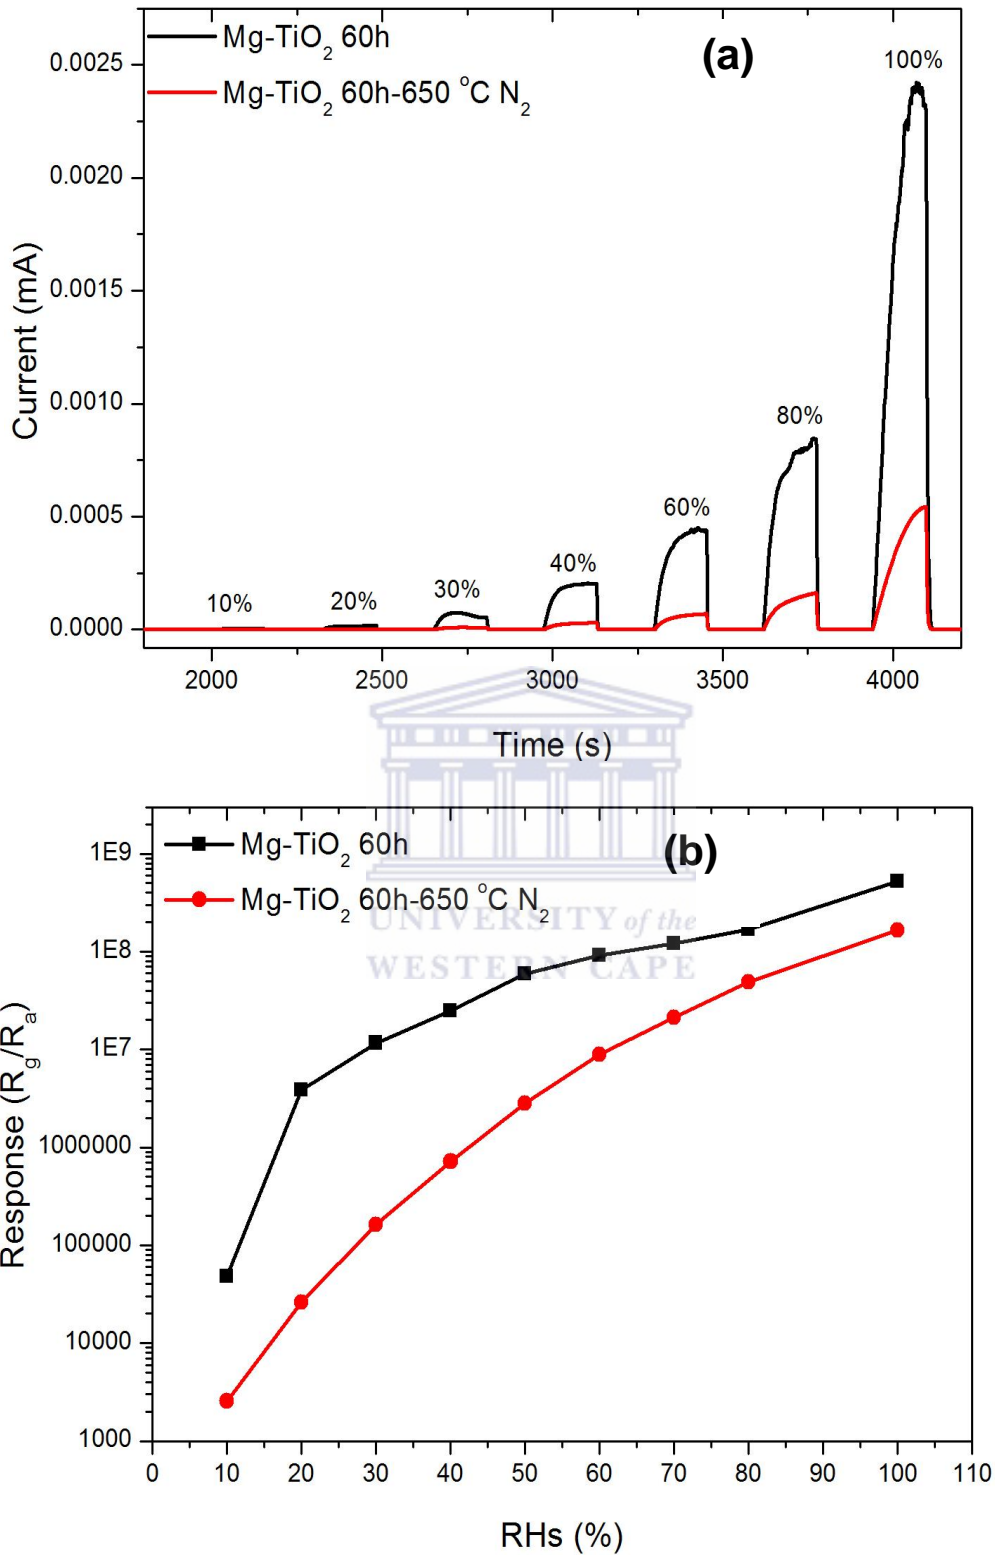 Mg-TiO₂ 60h
Mg-TiO₂ 60h-650 °C N₂
(a)
100%
80%
60%
40%
30%
20%
10%
0.0025
0.0020
0.0015
0.0010
0.0005
0.0000
Current (mA)
2000 2500 3000 3500 4000
Time (s)
Mg-TiO₂ 60h
Mg-TiO₂ 60h-650 °C N₂
(b)
UNIVERSITY of the
WESTERN CAPE
1E9
1E8
1E7
1000000
100000
10000
1000
Response (R_g/R_a)
0 10 20 30 40 50 60 70 80 90 100 110
RHs (%)